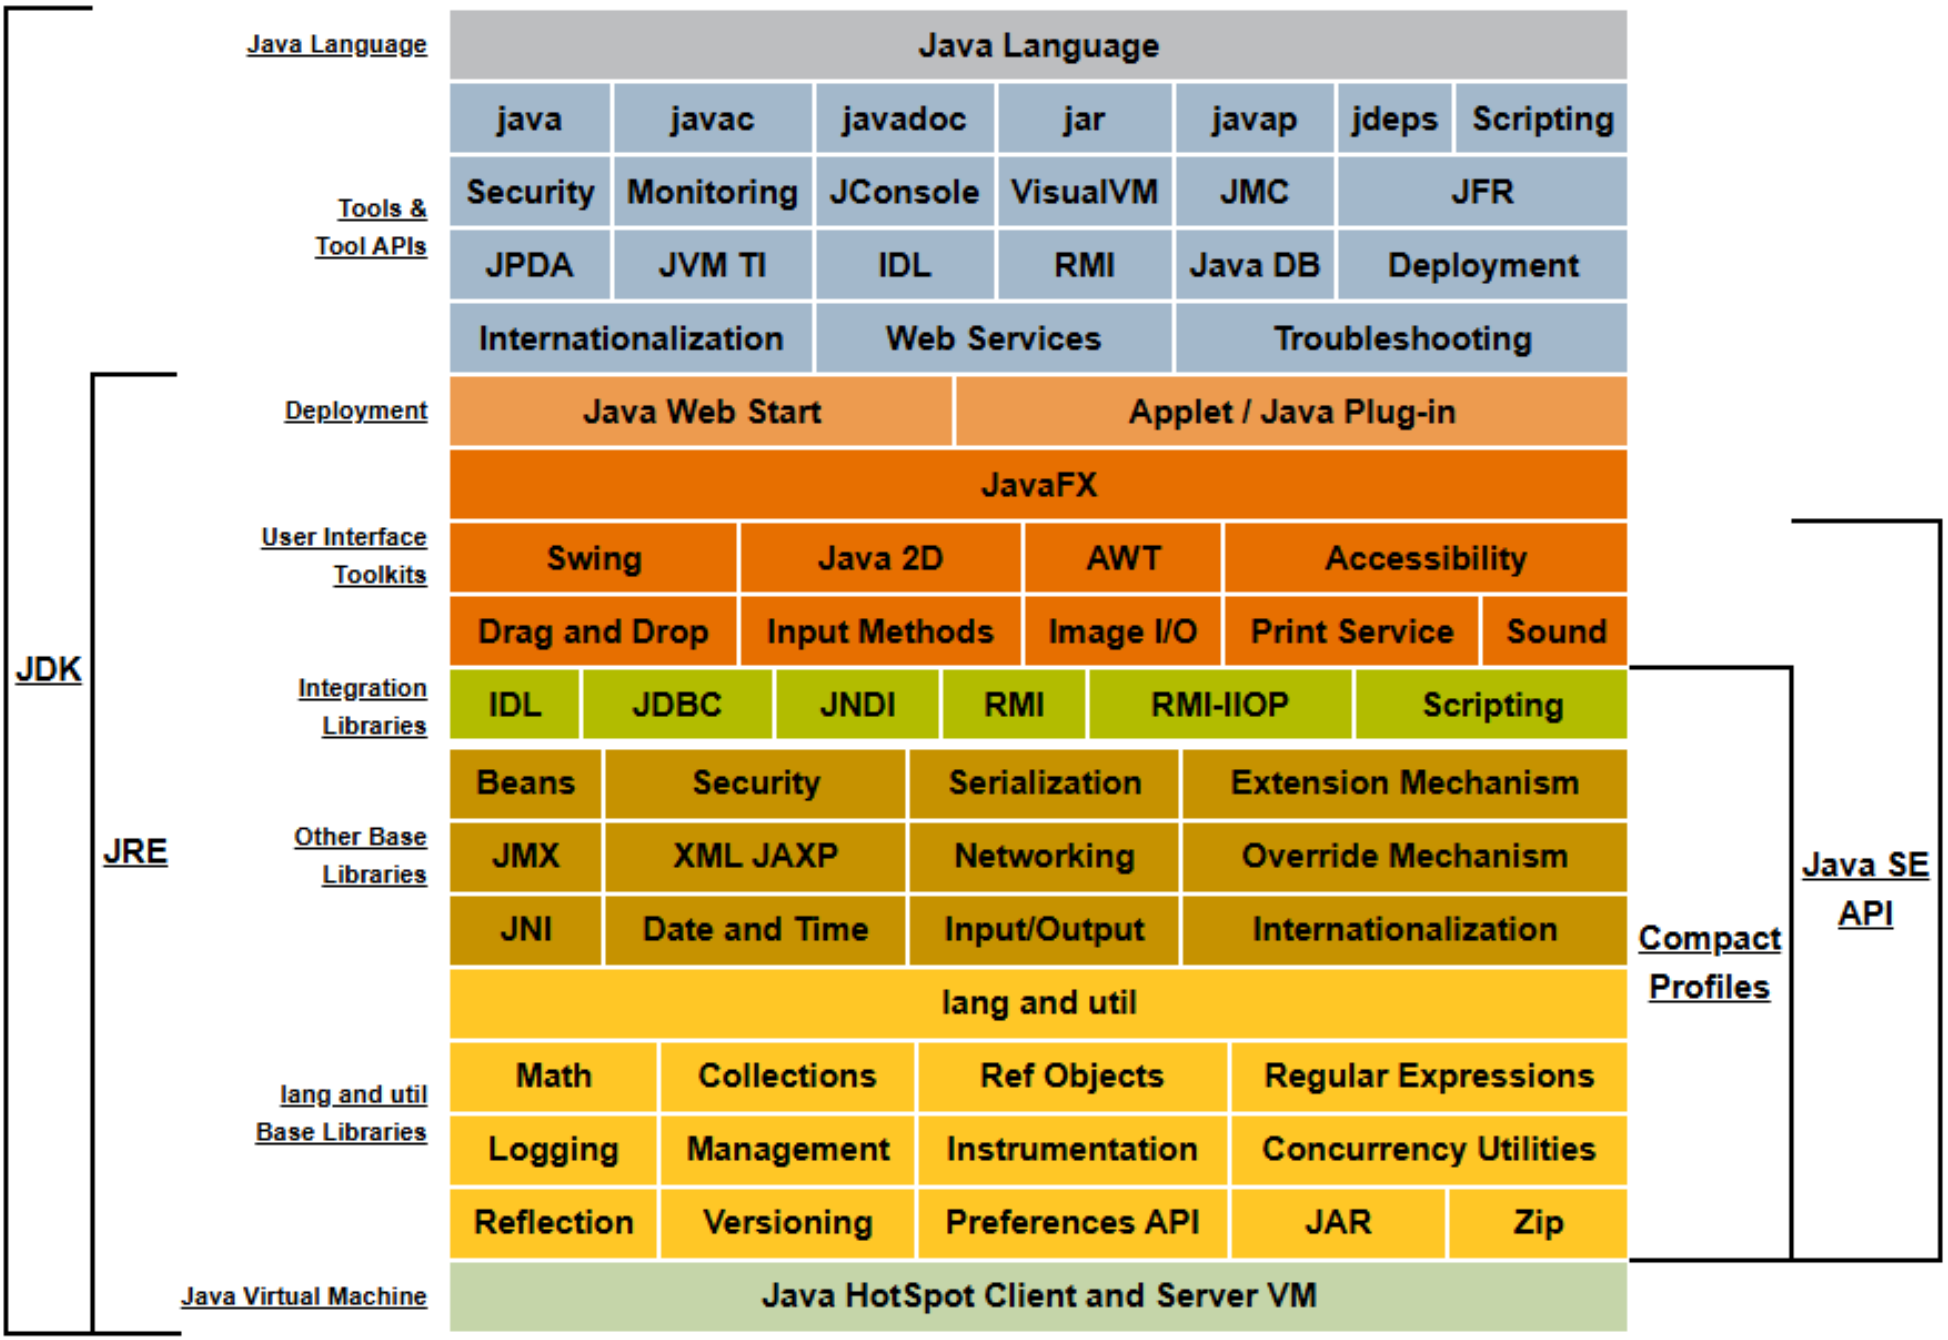 Java Language
Java Language
java javac javadoc jar javap jdeps Scripting
Tools &
Tool APIs
Security Monitoring JConsole VisualVM JMC JFR
JPDA JVM TI IDL RMI Java DB Deployment
Internationalization Web Services Troubleshooting
Deployment
Java Web Start Applet / Java Plug-in
JavaFX
User Interface
Toolkits
Swing Java 2D AWT Accessibility
Drag and Drop Input Methods Image I/O Print Service Sound
JDK
Integration
Libraries
IDL JDBC JNDI RMI RMI-IIOP Scripting
Beans Security Serialization Extension Mechanism
JRE
Other Base
Libraries
JMX XML JAXP Networking Override Mechanism
Java SE
API
JNI Date and Time Input/Output Internationalization
Compact
Profiles
lang and util
lang and util
Base Libraries
Math Collections Ref Objects Regular Expressions
Logging Management Instrumentation Concurrency Utilities
Reflection Versioning Preferences API JAR Zip
Java Virtual Machine
Java HotSpot Client and Server VM